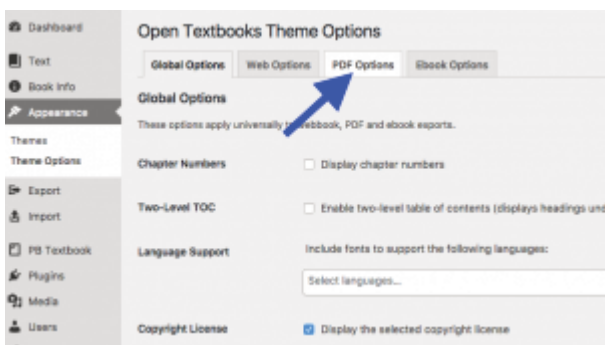 Dashboard
Text
Book Info
Appearance
Themes
Theme Options
Export
Import
PB Textbook
Plugins
Media
Users
Open Textbooks Theme Options
Global Options Web Options PDF Options Ebook Options
Global Options
These options apply universally to webbook, PDF and ebook exports.
Chapter Numbers Display chapter numbers
Two-Level TOC Enable two-level table of contents (displays headings und
Language Support Include fonts to support the following languages:
Select languages...
Copyright License Display the selected copyright license